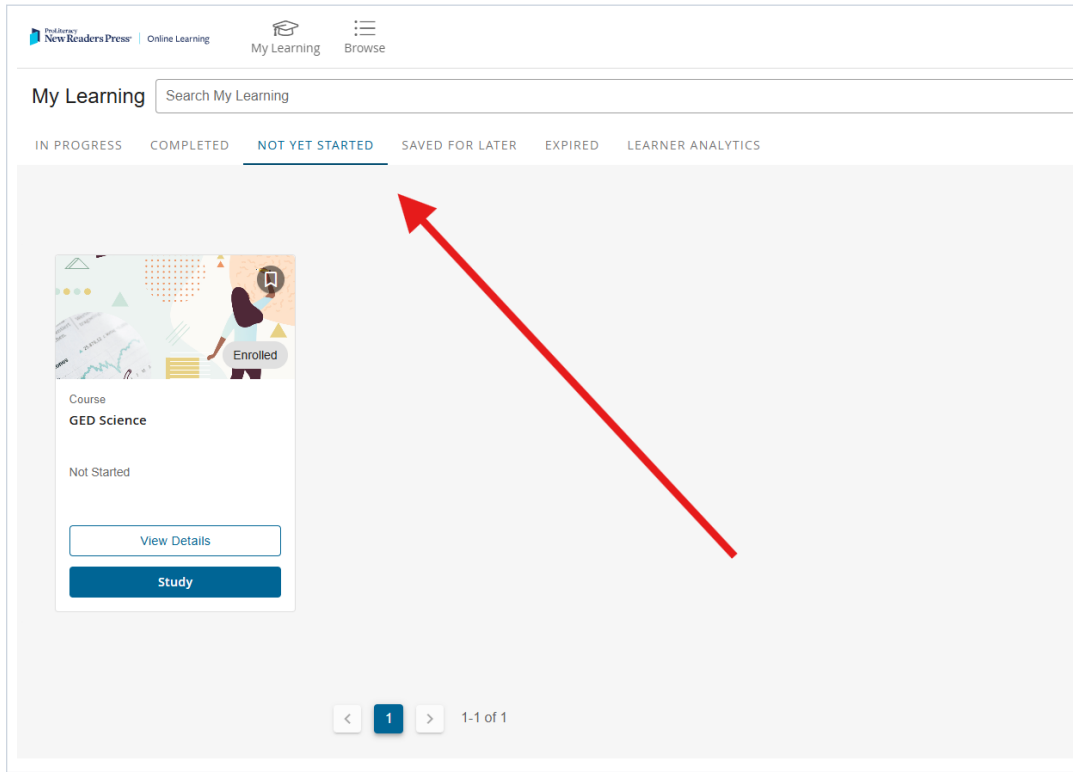 ProLiteracy
New Readers Press Online Learning
My Learning
Browse
My Learning
Search My Learning
IN PROGRESS COMPLETED NOT YET STARTED SAVED FOR LATER EXPIRED LEARNER ANALYTICS
Enrolled
Course
GED Science
Not Started
View Details
Study
1 1-1 of 1